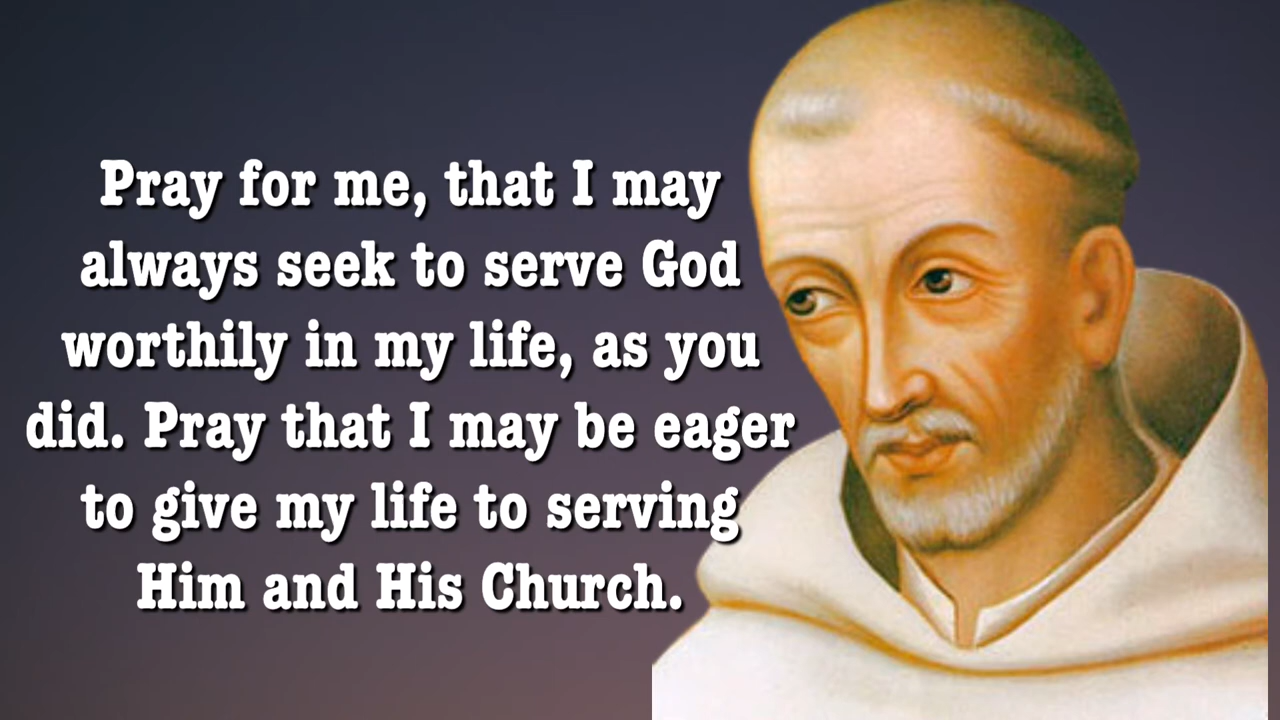 Pray for me, that I may
always seek to serve God
worthily in my life, as you
did. Pray that I may be eager
to give my life to serving
Him and His Church.